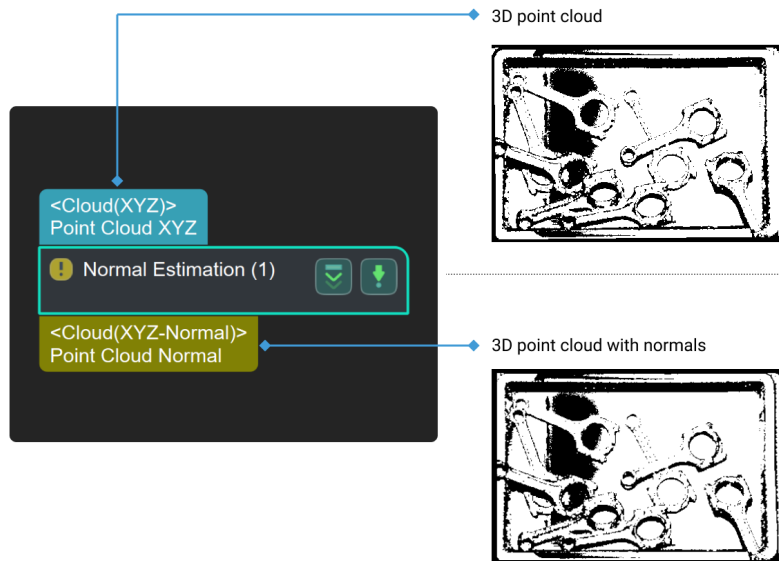 3D point cloud
<Cloud(XYZ)>
Point Cloud XYZ
Normal Estimation (1)
<Cloud(XYZ-Normal)>
Point Cloud Normal
3D point cloud with normals